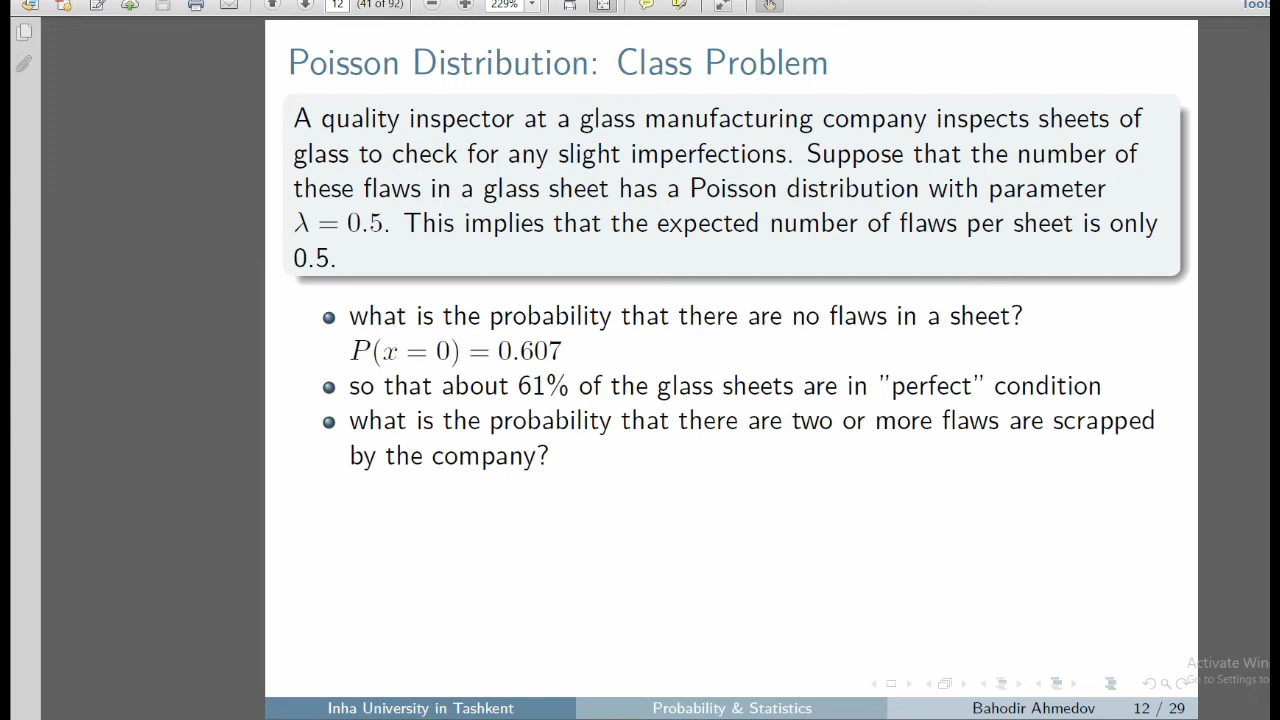 12 (41 of 92) 229% Tools
Poisson Distribution: Class Problem
A quality inspector at a glass manufacturing company inspects sheets of
glass to check for any slight imperfections. Suppose that the number of
these flaws in a glass sheet has a Poisson distribution with parameter
λ = 0.5. This implies that the expected number of flaws per sheet is only
0.5.
what is the probability that there are no flaws in a sheet?
P(x = 0) = 0.607
so that about 61% of the glass sheets are in ”perfect” condition
what is the probability that there are two or more flaws are scrapped
by the company?
Activate Win
Go to Settings to
Inha University in Tashkent Probability & Statistics Bahodir Ahmedov 12 / 29